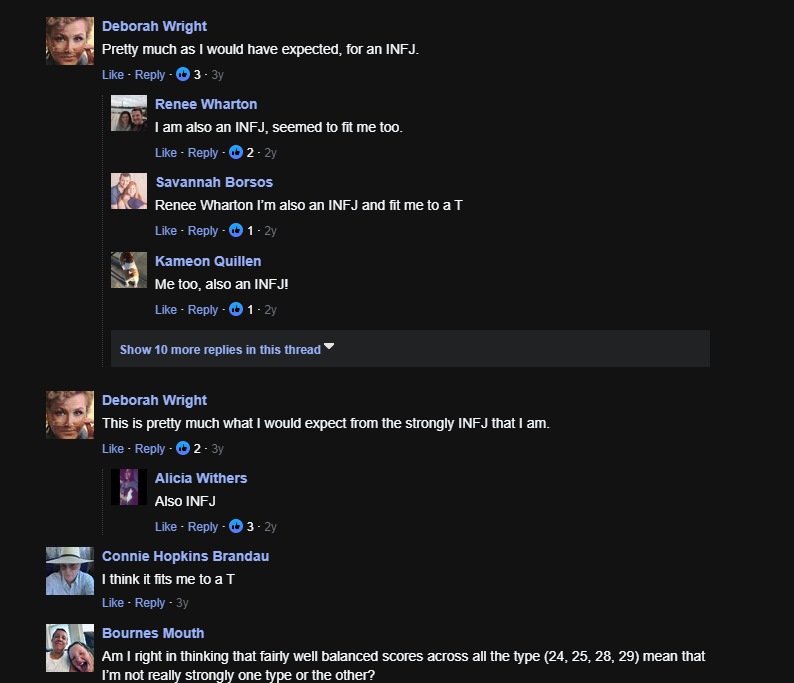 Deborah Wright
Pretty much as I would have expected, for an INFJ.
Like · Reply · 3 · 3y
Renee Wharton
I am also an INFJ, seemed to fit me too.
Like · Reply · 2 · 2y
Savannah Borsos
Renee Wharton I'm also an INFJ and fit me to a T
Like · Reply · 1 · 2y
Kameon Quillen
Me too, also an INFJ!
Like · Reply · 1 · 2y
Show 10 more replies in this thread
Deborah Wright
This is pretty much what I would expect from the strongly INFJ that I am.
Like · Reply · 2 · 3y
Alicia Withers
Also INFJ
Like · Reply · 3 · 2y
Connie Hopkins Brandau
I think it fits me to a T
Like · Reply · 3y
Bournes Mouth
Am I right in thinking that fairly well balanced scores across all the type (24, 25, 28, 29) mean that
I'm not really strongly one type or the other?